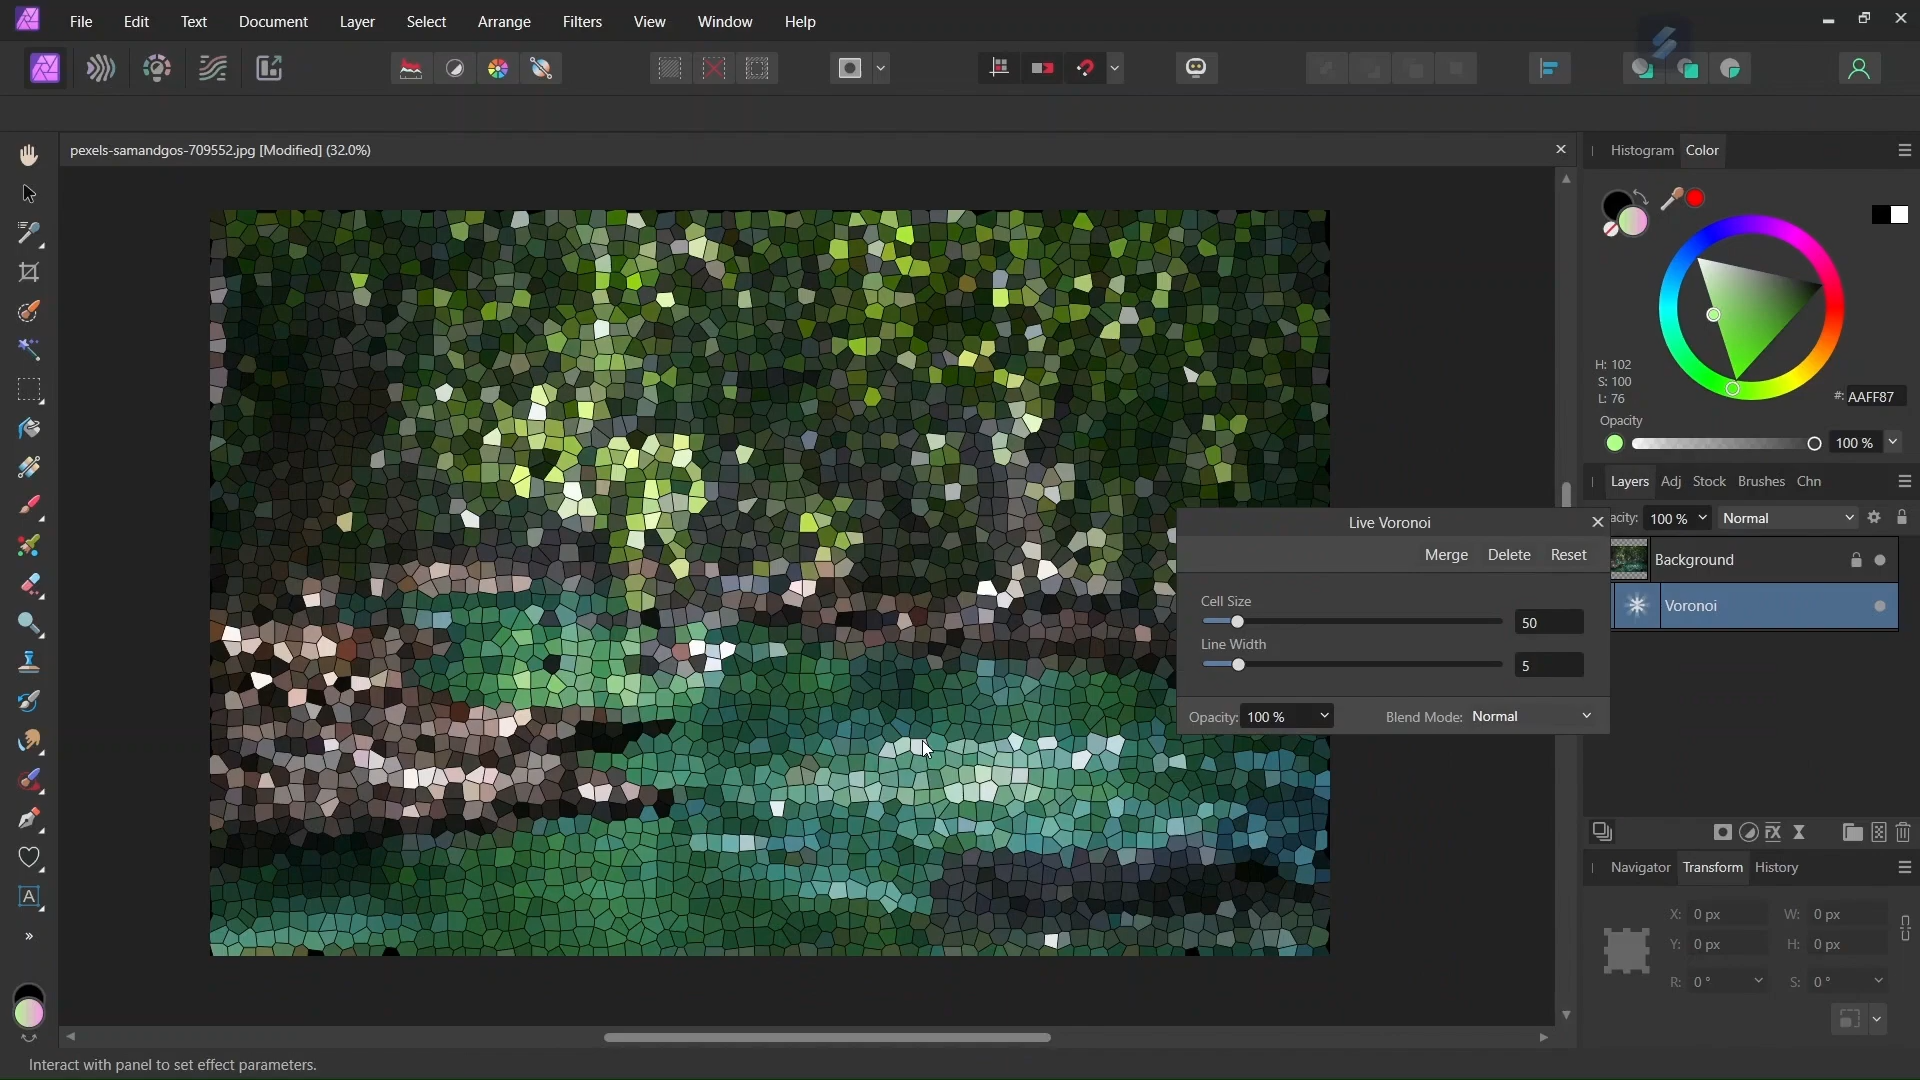 File Edit Text Document Layer Select Arrange Filters View Window Help
pexels-samandgos-709552.jpg [Modified] (32.0%)
Histogram Color
H: 102
S: 100
L: 76
#: AAFF87
Opacity
100 %
Layers Adj Stock Brushes Chn
acity: 100 % Normal
Background
Voronoi
Live Voronoi
Merge Delete Reset
Cell Size
50
Line Width
5
Opacity: 100 % Blend Mode: Normal
FX
Navigator Transform History
X: 0 px W: 0 px
Y: 0 px H: 0 px
R: 0 ° S: 0 °
A
Interact with panel to set effect parameters.